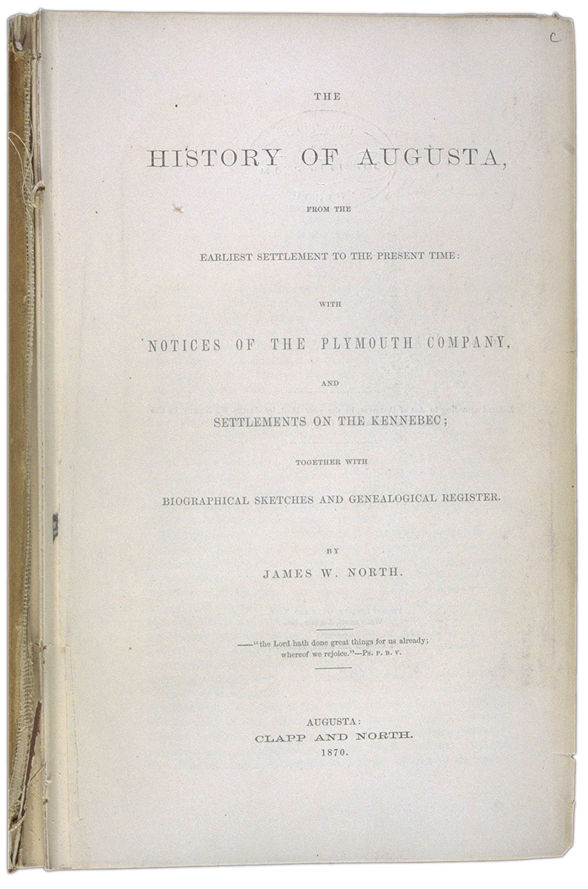 C
THE
HISTORY OF AUGUSTA,
FROM THE
EARLIEST SETTLEMENT TO THE PRESENT TIME:
WITH
NOTICES OF THE PLYMOUTH COMPANY,
AND
SETTLEMENTS ON THE KENNEBEC;
TOGETHER WITH
BIOGRAPHICAL SKETCHES AND GENEALOGICAL REGISTER.
BY
JAMES W. NORTH.
——"the Lord hath done great things for us already;
whereof we rejoice."—Ps. P. B. V.
AUGUSTA:
CLAPP AND NORTH.
1870.